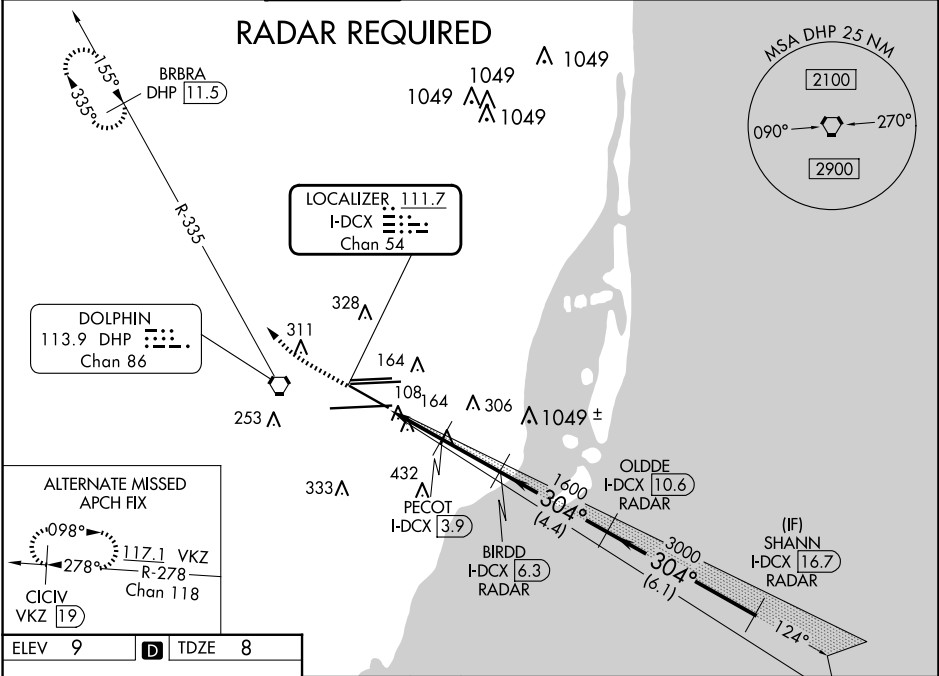 RADAR REQUIRED
MSA DHP 25 NM
2100
090°
270°
2900
1049
1049
1049
1049
155°
335°
BRBRA
DHP 11.5
R-335
LOCALIZER 111.7
I-DCX
Chan 54
DOLPHIN
113.9 DHP
Chan 86
328
311
164
108
164
306
1049 ±
253
333
432
PECOT
I-DCX 3.9
BIRDD
I-DCX 6.3
RADAR
1600
304°
(4.4)
OLDDE
I-DCX 10.6
RADAR
3000
304°
(6.1)
(IF)
SHANN
I-DCX 16.7
RADAR
124°
ALTERNATE MISSED
APCH FIX
098°
278°
117.1 VKZ
R-278
Chan 118
CICIV
VKZ 19
ELEV 9
D
TDZE 8